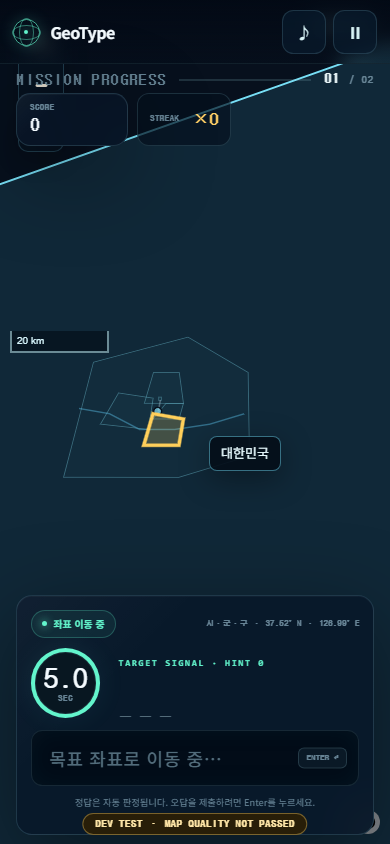 GeoType
MISSION PROGRESS 01 / 02
SCORE
0
STREAK ×0
20 km
대한민국
좌표 이동 중
시·군·구 · 37.52° N · 126.99° E
5.0
SEC
TARGET SIGNAL · HINT 0
목표 좌표로 이동 중···
ENTER
정답은 자동 판정됩니다. 오답을 제출하려면 Enter를 누르세요.
DEV TEST · MAP QUALITY NOT PASSED